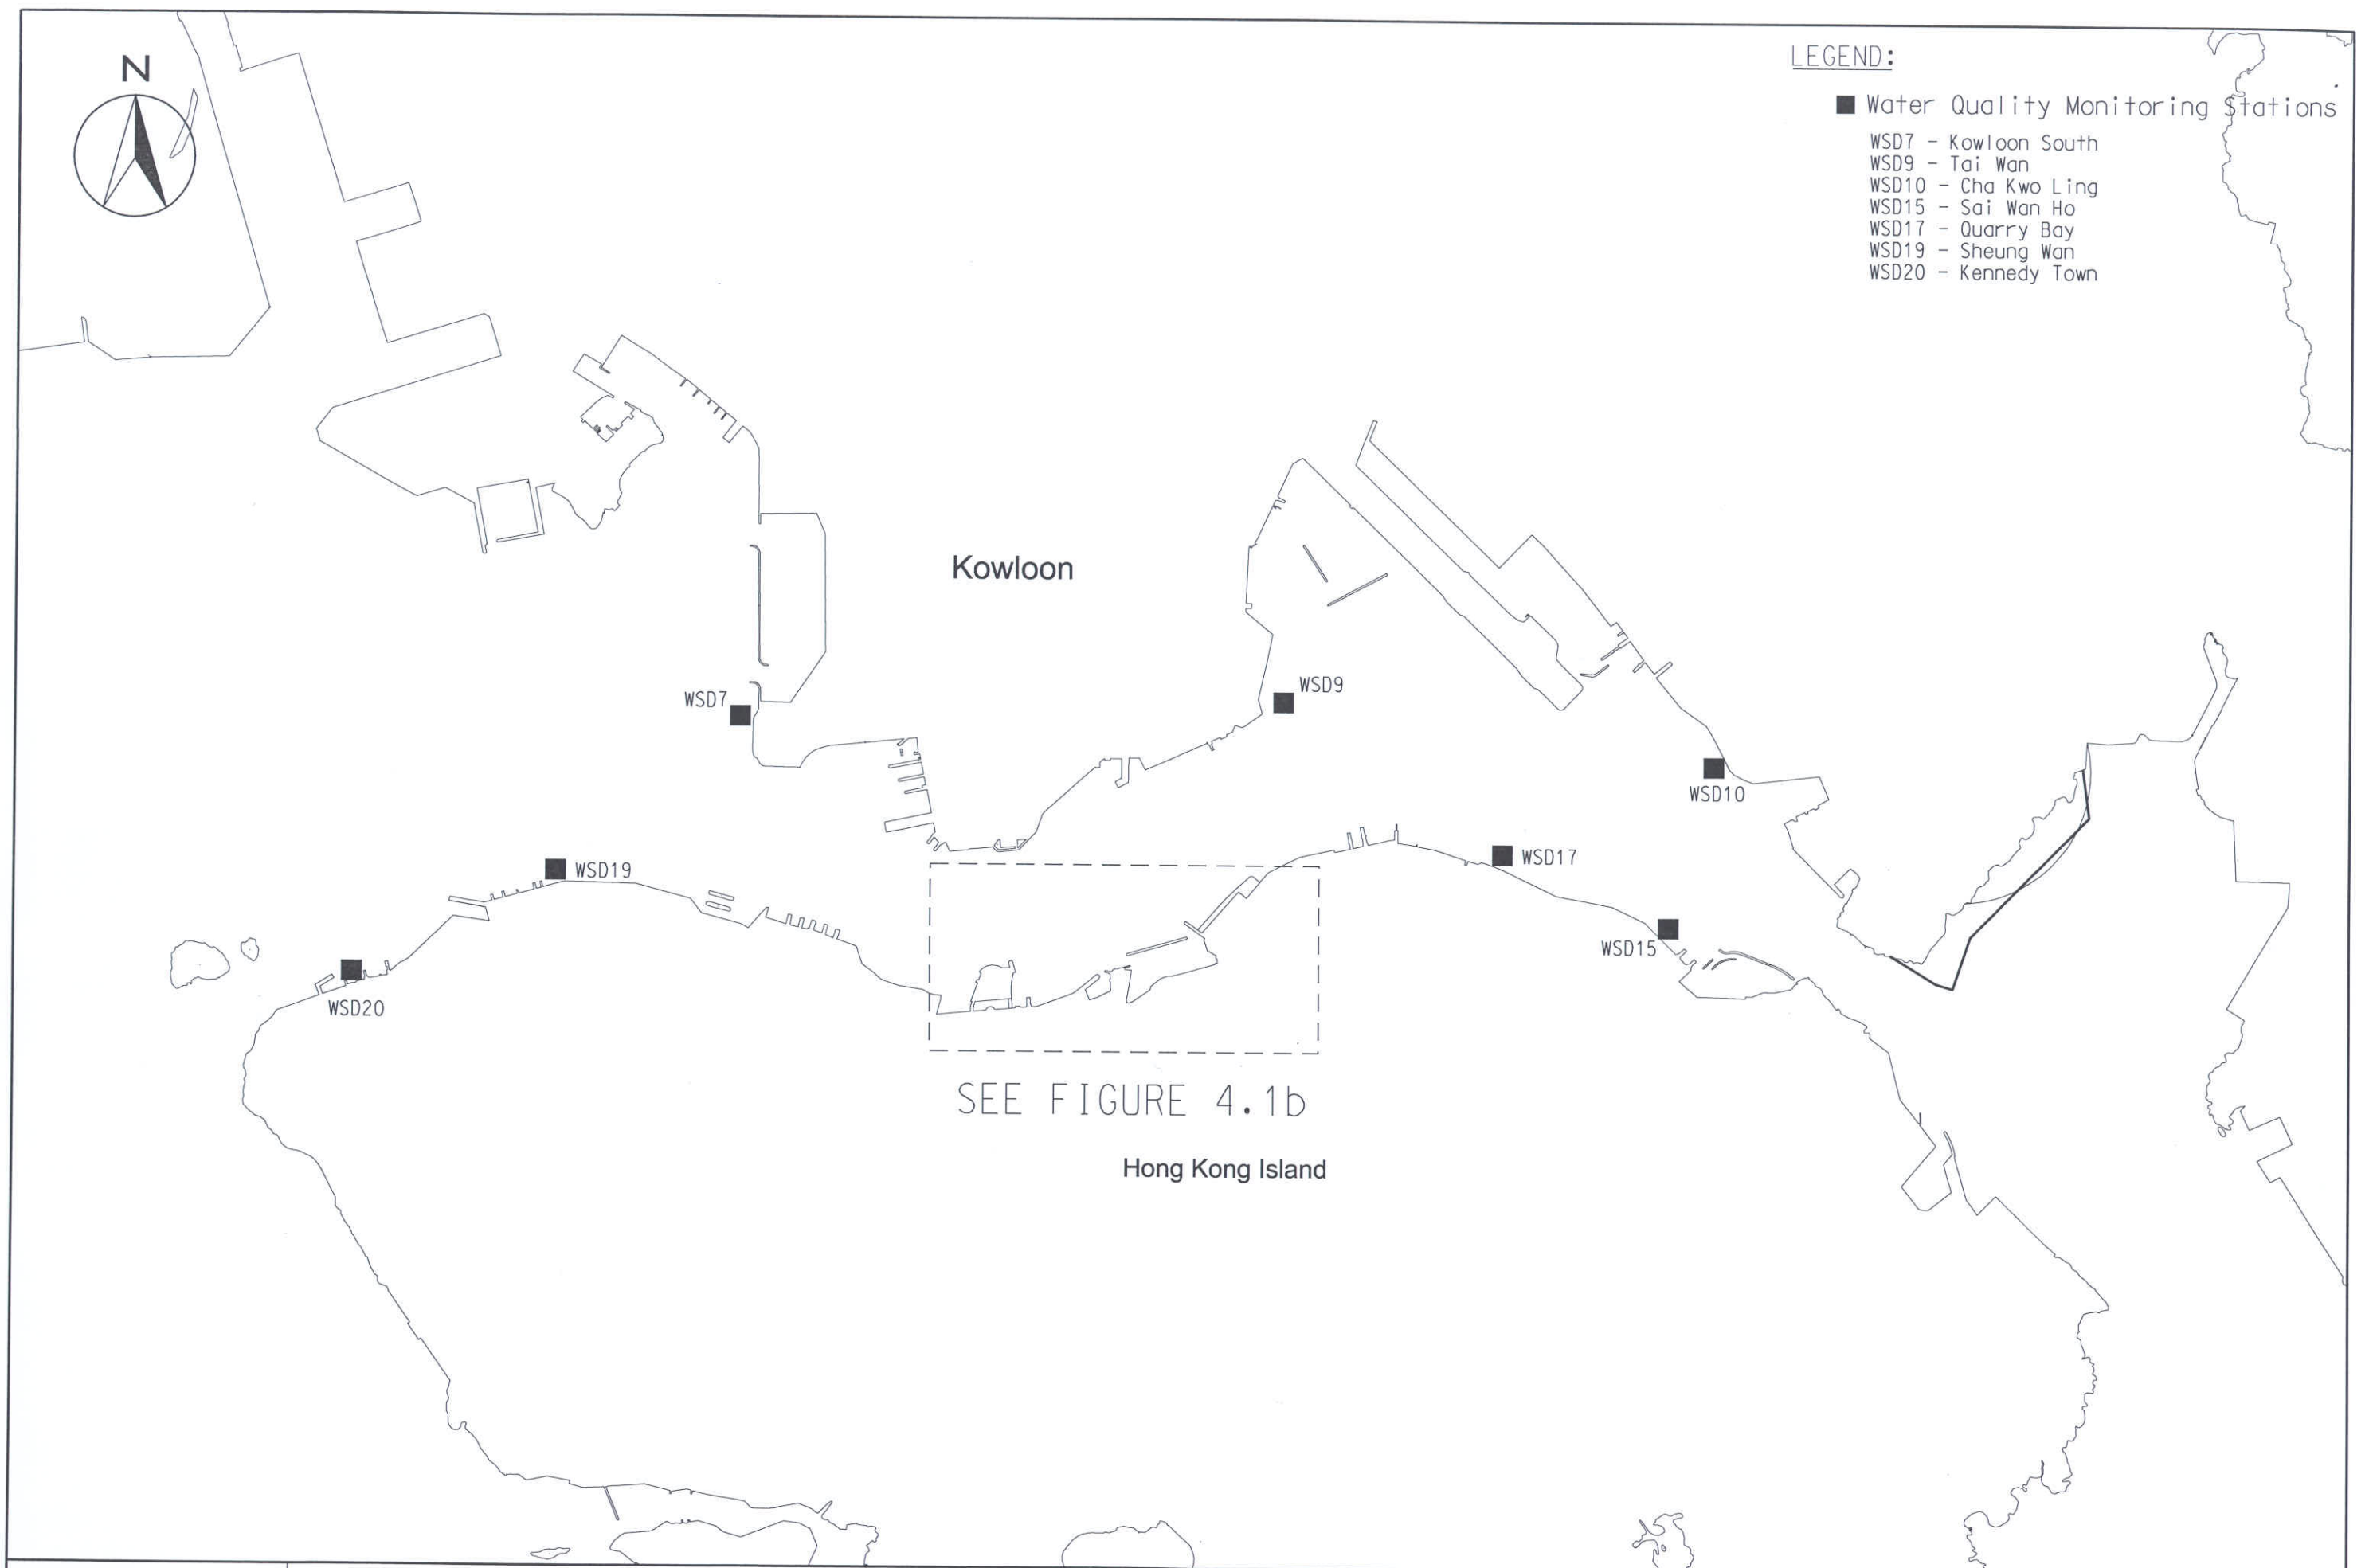 N
LEGEND:
Water Quality Monitoring Stations
WSD7 - Kowloon South
WSD9 - Tai Wan
WSD10 - Cha Kwo Ling
WSD15 - Sai Wan Ho
WSD17 - Quarry Bay
WSD19 - Sheung Wan
WSD20 - Kennedy Town
Kowloon
WSD7
WSD9
WSD10
WSD19
WSD17
WSD15
WSD20
SEE FIGURE 4.1b
Hong Kong Island